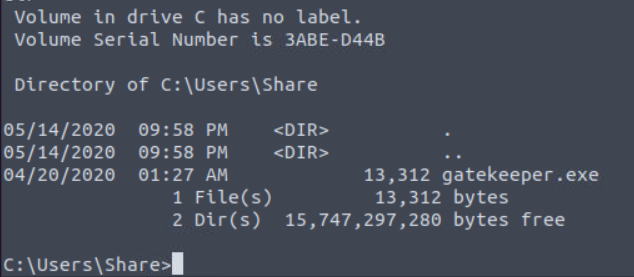 Volume in drive C has no label.
Volume Serial Number is 3ABE-D44B
Directory of C:\Users\Share
05/14/2020  09:58 PM    <DIR>          .
05/14/2020  09:58 PM    <DIR>          ..
04/20/2020  01:27 AM            13,312 gatekeeper.exe
1 File(s)         13,312 bytes
2 Dir(s)  15,747,297,280 bytes free
C:\Users\Share>